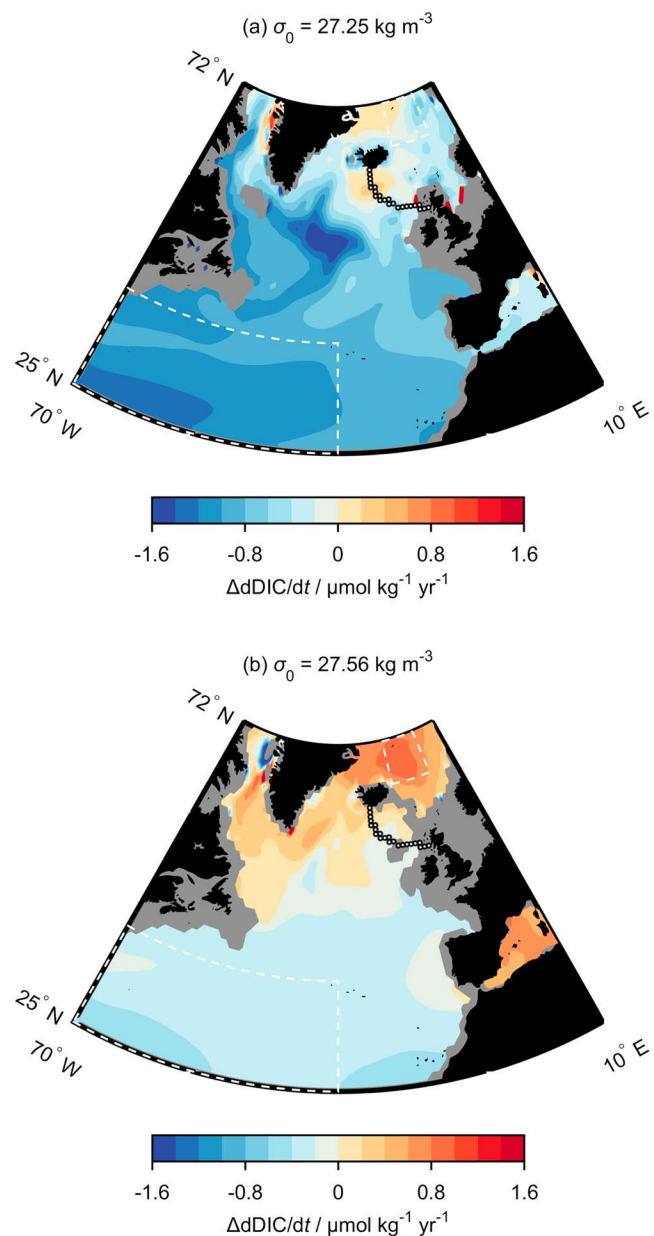 (a) σ₀ = 27.25 kg m⁻³
72°N
25°N
70°W
10°E
-1.6 -0.8 0 0.8 1.6
ΔdDIC/dt / µmol kg⁻¹ yr⁻¹
(b) σ₀ = 27.56 kg m⁻³
72°N
25°N
70°W
10°E
-1.6 -0.8 0 0.8 1.6
ΔdDIC/dt / µmol kg⁻¹ yr⁻¹